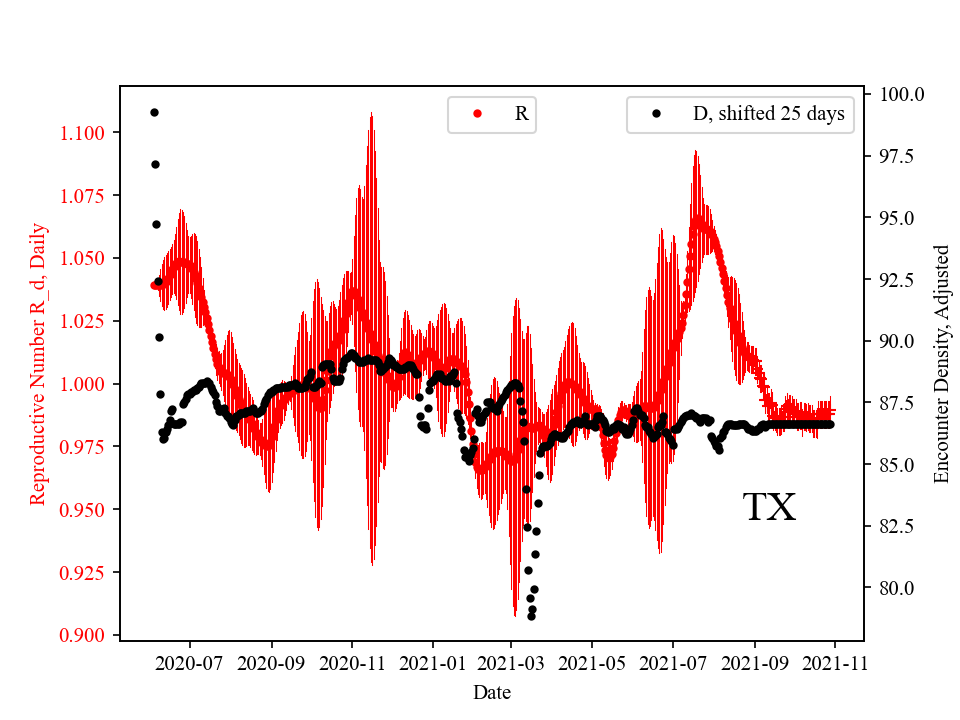 R
D, shifted 25 days
Reproductive Number R_d, Daily
1.100
1.075
1.050
1.025
1.000
0.975
0.950
0.925
0.900
100.0
97.5
95.0
92.5
90.0
87.5
85.0
82.5
80.0
Encounter Density, Adjusted
TX
2020-07 2020-09 2020-11 2021-01 2021-03 2021-05 2021-07 2021-09 2021-11
Date